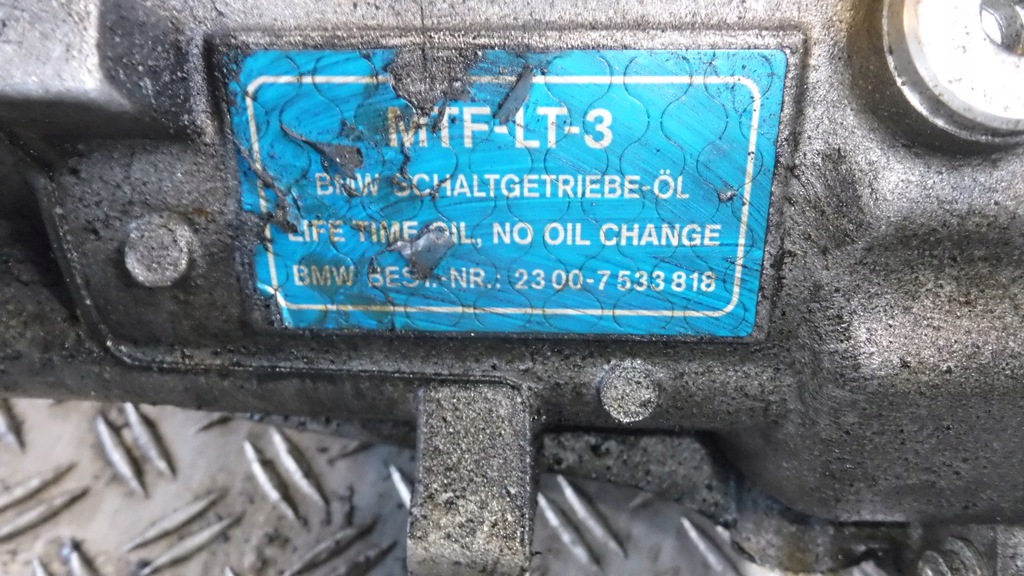 MTF-LT-3
BMW SCHALTGETRIEBE-ÖL
LIFE TIME OIL, NO OIL CHANGE
BMW BEST.-NR.: 23 00-7 533 818